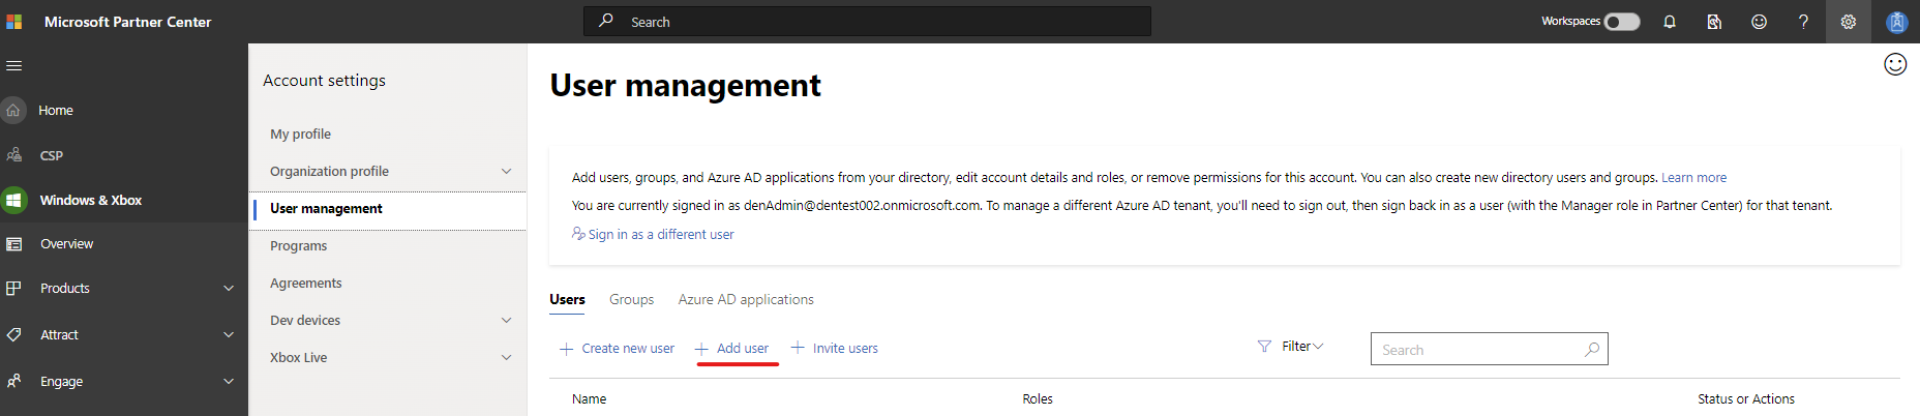 Microsoft Partner Center
Search
Workspaces
?
Home
CSP
Windows & Xbox
Overview
Products
Attract
Engage
Account settings
My profile
Organization profile
User management
Programs
Agreements
Dev devices
Xbox Live
User management
Add users, groups, and Azure AD applications from your directory, edit account details and roles, or remove permissions for this account. You can also create new directory users and groups. Learn more
You are currently signed in as denAdmin@dentest002.onmicrosoft.com. To manage a different Azure AD tenant, you'll need to sign out, then sign back in as a user (with the Manager role in Partner Center) for that tenant.
Sign in as a different user
Users Groups Azure AD applications
+ Create new user + Add user + Invite users Filter Search
Name Roles Status or Actions